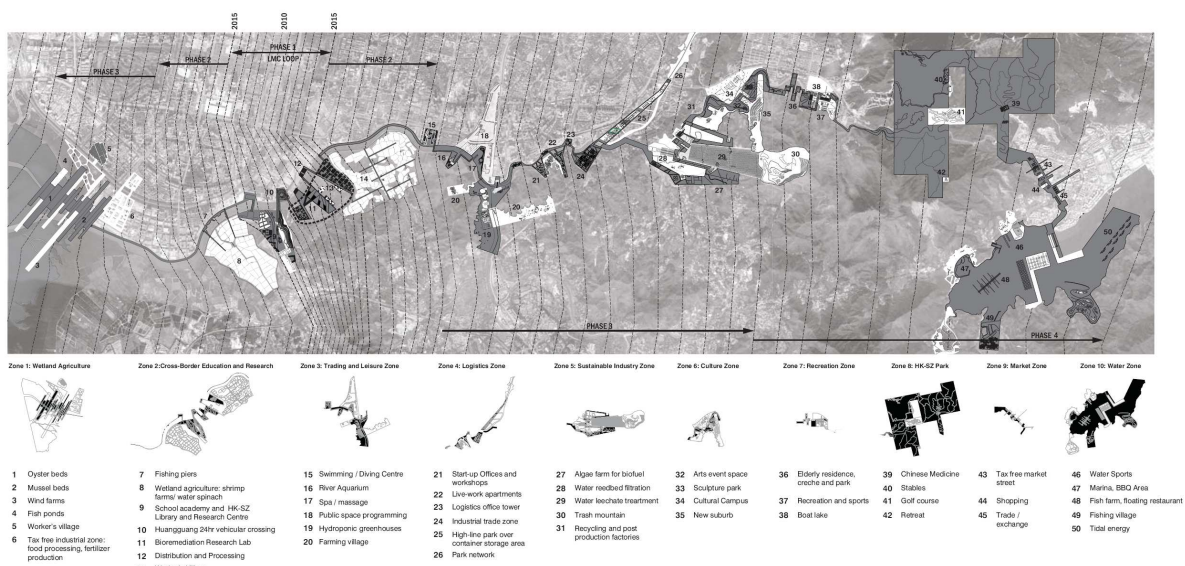 2015
2010
2015
PHASE 1
LMC LOOP
PHASE 2
PHASE 2
PHASE 3
PHASE 3
PHASE 4
Zone 1: Wetland Agriculture
1 Oyster beds
2 Mussel beds
3 Wind farms
4 Fish ponds
5 Worker's village
6 Tax free industrial zone:
food processing, fertilizer
production
Zone 2:Cross-Border Education and Research
7 Fishing piers
8 Wetland agriculture: shrimp
farms/ water spinach
9 School academy and HK-SZ
Library and Research Centre
10 Huangguang 24hr vehicular crossing
11 Bioremediation Research Lab
12 Distribution and Processing
Zone 3: Trading and Leisure Zone
15 Swimming / Diving Centre
16 River Aquarium
17 Spa / massage
18 Public space programming
19 Hydroponic greenhouses
20 Farming village
Zone 4: Logistics Zone
21 Start-up Offices and
workshops
22 Live-work apartments
23 Logistics office tower
24 Industrial trade zone
25 High-line park over
container storage area
26 Park network
Zone 5: Sustainable Industry Zone
27 Algae farm for biofuel
28 Water reedbed filtration
29 Water leechate treartment
30 Trash mountain
31 Recycling and post
production factories
Zone 6: Culture Zone
32 Arts event space
33 Sculpture park
34 Cultural Campus
35 New suburb
Zone 7: Recreation Zone
36 Elderly residence,
creche and park
37 Recreation and sports
38 Boat lake
Zone 8: HK-SZ Park
39 Chinese Medicine
40 Stables
41 Golf course
42 Retreat
Zone 9: Market Zone
43 Tax free market
street
44 Shopping
45 Trade /
exchange
Zone 10: Water Zone
46 Water Sports
47 Marina, BBQ Area
48 Fish farm, floating restaurant
49 Fishing village
50 Tidal energy